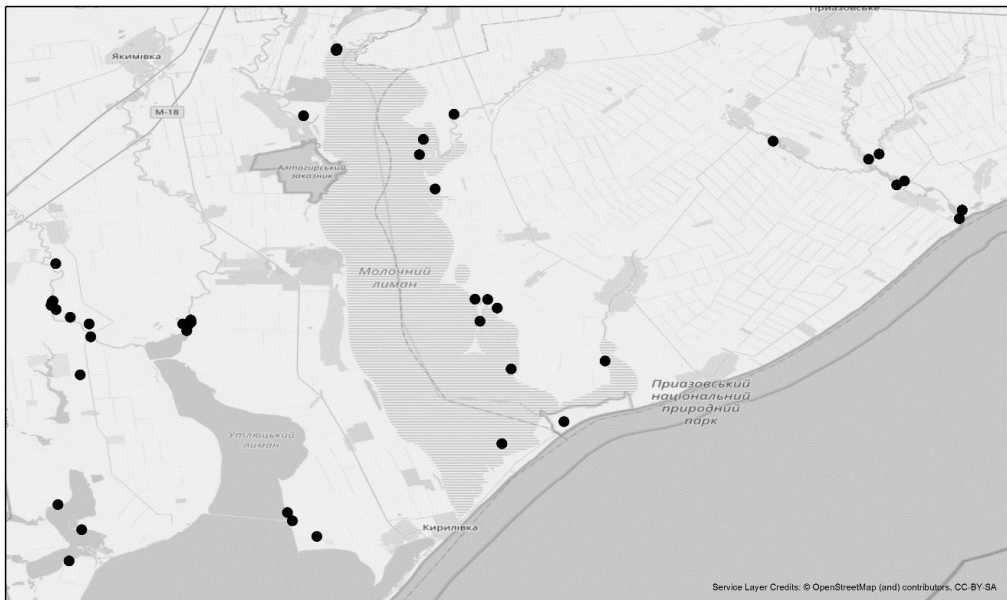 Приазовське
Якимівка
М-18
Алтагирський
заказник
Молочний
лиман
Приазовський
національний
природний
парк
Утлюцький
лиман
Кирилівка
Service Layer Credits: © OpenStreetMap (and) contributors, CC-BY-SA